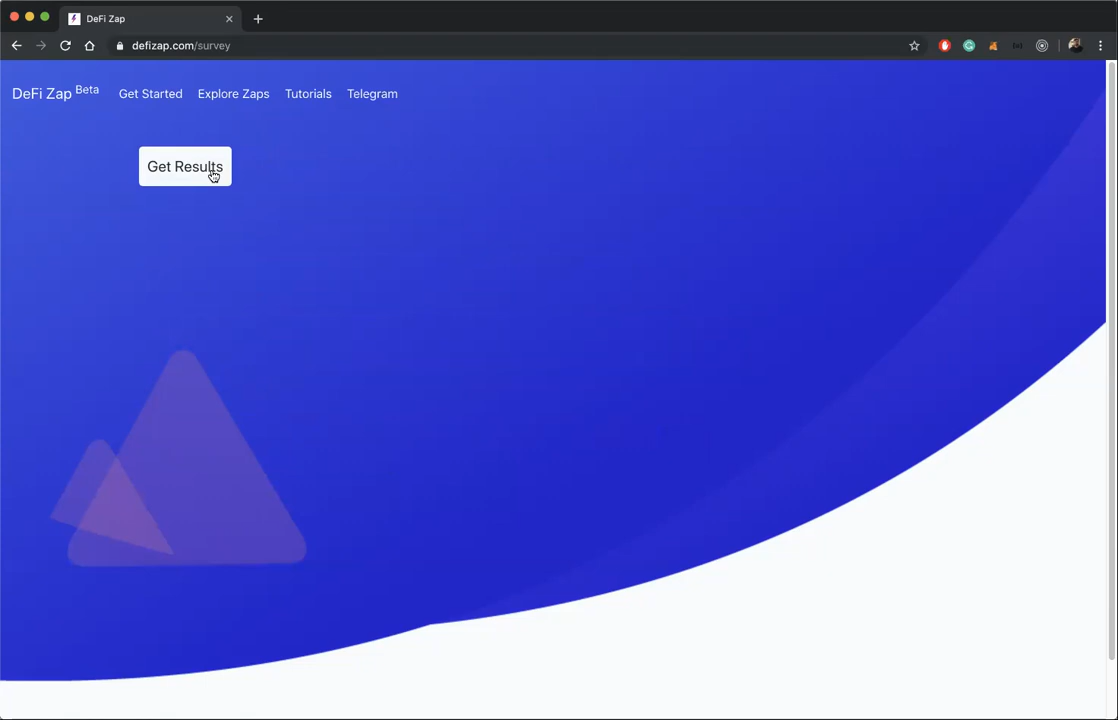 DeFi Zap
defizap.com/survey
DeFi Zap Beta
Get Started
Explore Zaps
Tutorials
Telegram
Get Results